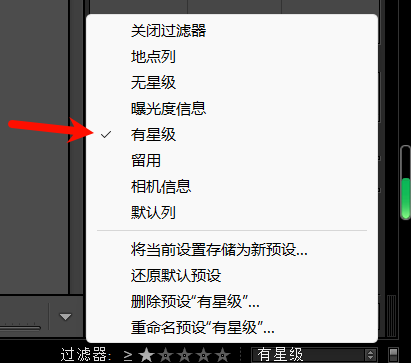 关闭过滤器
地点列
无星级
曝光度信息
✓ 有星级
留用
相机信息
默认列
将当前设置存储为新预设...
还原默认预设
删除预设“有星级”...
重命名预设“有星级”...
过滤器: ≥ ★ ★ ★ ★ ★ 有星级